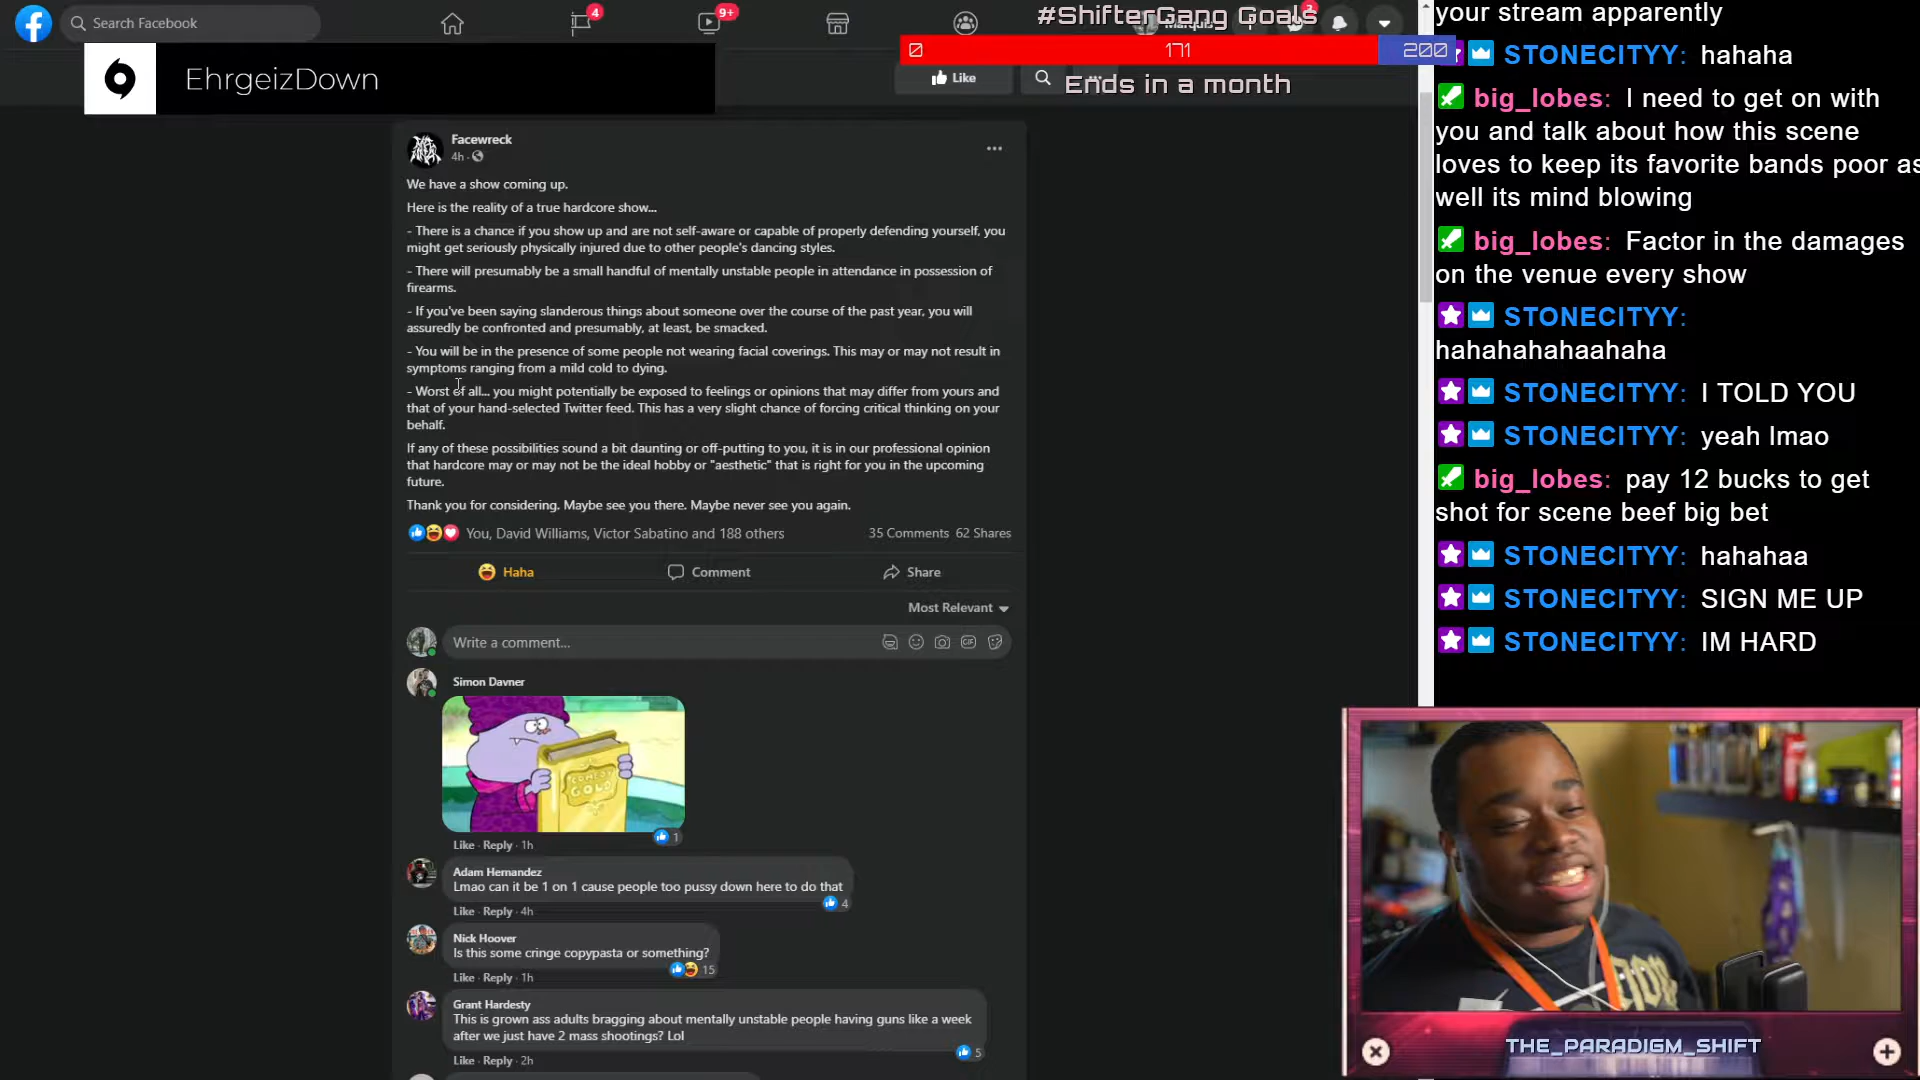 Search Facebook
4
9+
#ShifterGang Goals
0
171
200
Ends in a month
EhrgeizDown
Like
Facewreck
4h ·
We have a show coming up.
Here is the reality of a true hardcore show...
- There is a chance if you show up and are not self-aware or capable of properly defending yourself, you
might get seriously physically injured due to other people's dancing styles.
- There will presumably be a small handful of mentally unstable people in attendance in possession of
firearms.
- If you've been saying slanderous things about someone over the course of the past year, you will
assuredly be confronted and presumably, at least, be smacked.
- You will be in the presence of some people not wearing facial coverings. This may or may not result in
symptoms ranging from a mild cold to dying.
- Worst of all... you might potentially be exposed to feelings or opinions that may differ from yours and
that of your hand-selected Twitter feed. This has a very slight chance of forcing critical thinking on your
behalf.
If any of these possibilities sound a bit daunting or off-putting to you, it is in our professional opinion
that hardcore may or may not be the ideal hobby or "aesthetic" that is right for you in the upcoming
future.
Thank you for considering. Maybe see you there. Maybe never see you again.
You, David Williams, Victor Sabatino and 188 others
35 Comments 62 Shares
Haha
Comment
Share
Most Relevant
Write a comment...
GIF
Simon Davner
COMEDY
GOLD
1
Like · Reply · 1h
Adam Hernandez
Lmao can it be 1 on 1 cause people too pussy down here to do that
4
Like · Reply · 4h
Nick Hoover
Is this some cringe copypasta or something?
15
Like · Reply · 1h
Grant Hardesty
This is grown ass adults bragging about mentally unstable people having guns like a week
after we just have 2 mass shootings? Lol
5
Like · Reply · 2h
your stream apparently
STONECITYY: hahaha
big_lobes: I need to get on with
you and talk about how this scene
loves to keep its favorite bands poor as
well its mind blowing
big_lobes: Factor in the damages
on the venue every show
STONECITYY:
hahahahahaahaha
STONECITYY: I TOLD YOU
STONECITYY: yeah lmao
big_lobes: pay 12 bucks to get
shot for scene beef big bet
STONECITYY: hahahaa
STONECITYY: SIGN ME UP
STONECITYY: IM HARD
THE_PARADIGM_SHIFT